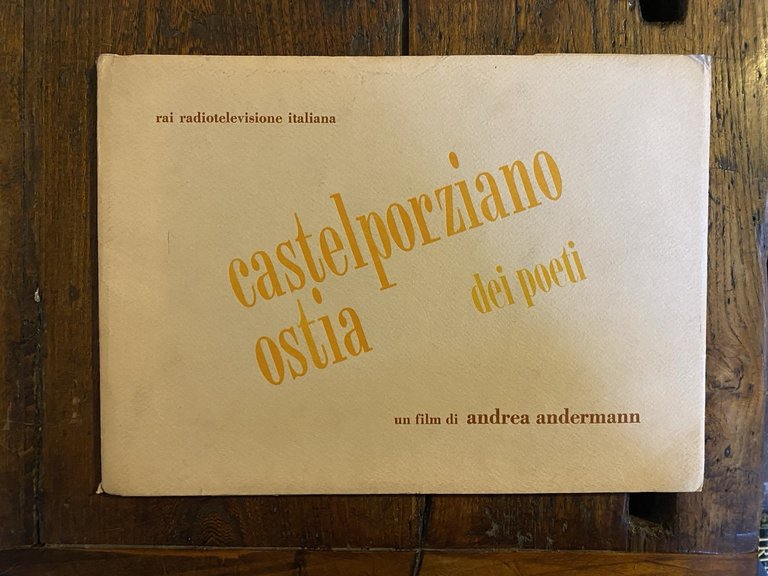 rai radiotelevisione italiana
castelporziano
ostia
dei poeti
un film di andrea andermann